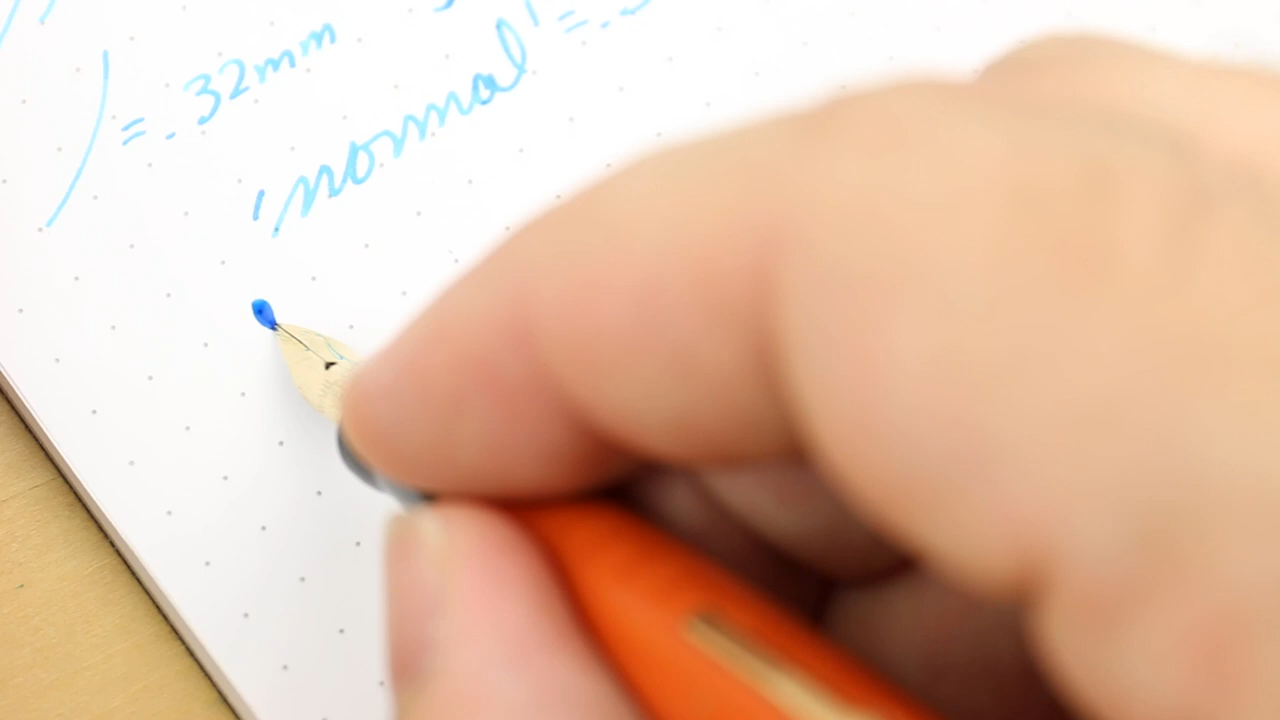 ) = .32mm
'normal' = .